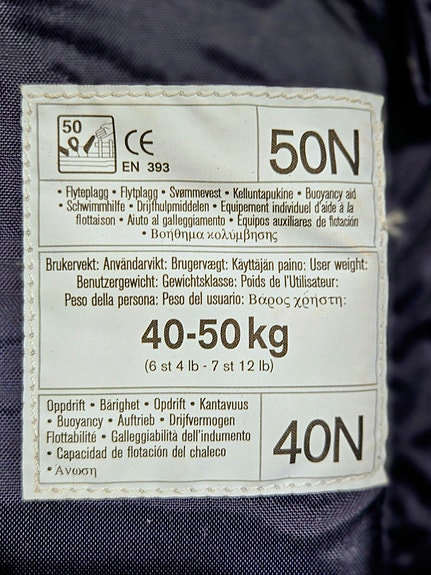 50
CE
EN 393
50N
• Flyteplagg • Flytplagg • Svømmevest • Kelluntapukine • Buoyancy aid
• Schwimmhilfe • Drijfhulpmiddelen • Equipement individuel d'aide à la
flottaison • Aiuto al galleggiamento • Equipos auxiliares de flotación
• Βοήθημα κολύμβησης
Brukervekt: Användarvikt: Brugervægt: Käyttäjän paino: User weight:
Benutzergewicht: Gewichtsklasse: Poids de l'Utilisateur:
Peso della persona: Peso del usuario: Βάρος χρήστη:
40-50 kg
(6 st 4 lb - 7 st 12 lb)
Oppdrift • Bärighet • Opdrift • Kantavuus
• Buoyancy • Auftrieb • Drijfvermogen
Flottabilité • Galleggiabilità dell'indumento
• Capacidad de flotación del chaleco
• Ανωση
40N